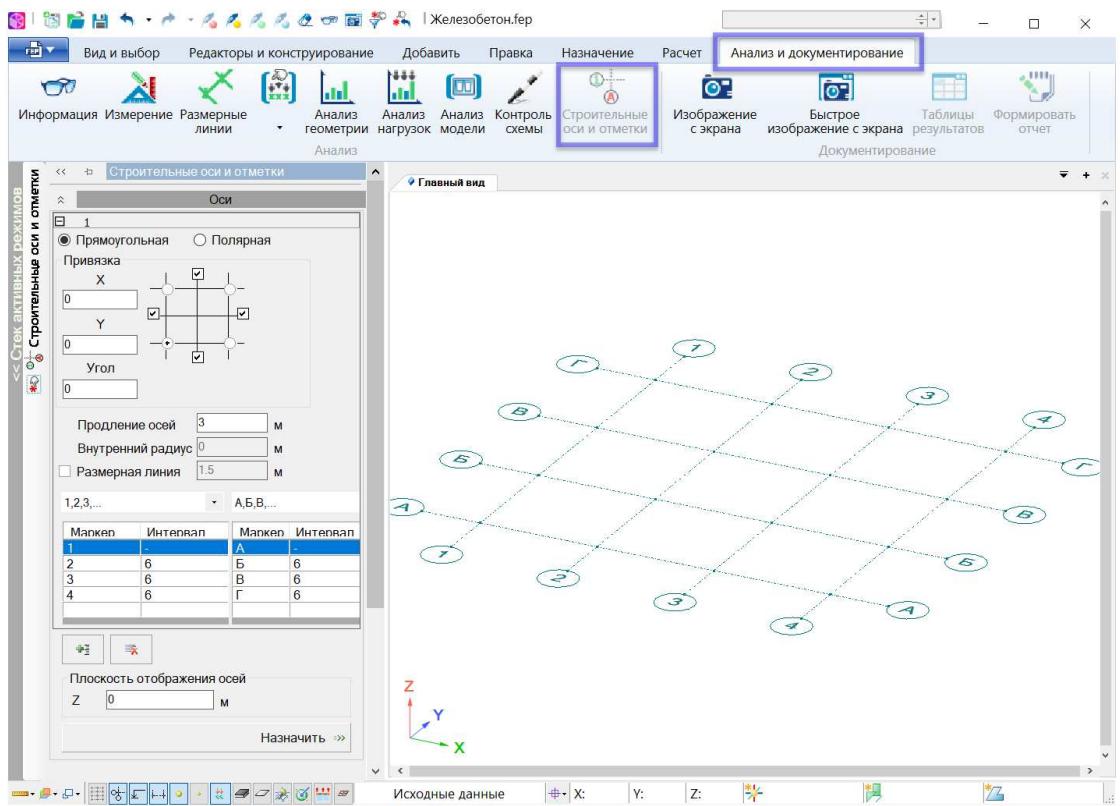 Железобетон.fep
Вид и выбор Редакторы и конструирование Добавить Правка Назначение Расчет Анализ и документирование
Информация Измерение Размерные линии Анализ геометрии Анализ нагрузок Анализ модели Контроль схемы Строительные оси и отметки Изображение с экрана Быстрое изображение с экрана Таблицы результатов Формировать отчет
Анализ Документирование
<< Стек активных режимов
Строительные оси и отметки
<< Строительные оси и отметки
Главный вид
Оси
1
Прямоугольная Полярная
Привязка
X
0
Y
0
Угол
0
Продление осей 3 м
Внутренний радиус 0 м
Размерная линия 1.5 м
1,2,3,... А,Б,В,...
Маркер Интервал Маркер Интервал
1 - А -
2 6 Б 6
3 6 В 6
4 6 Г 6
Плоскость отображения осей
Z 0 м
Назначить
1
Г
2
3
В
4
Б
Г
А
В
1
Б
2
3
А
4
Z
Y
X
Исходные данные X: Y: Z: